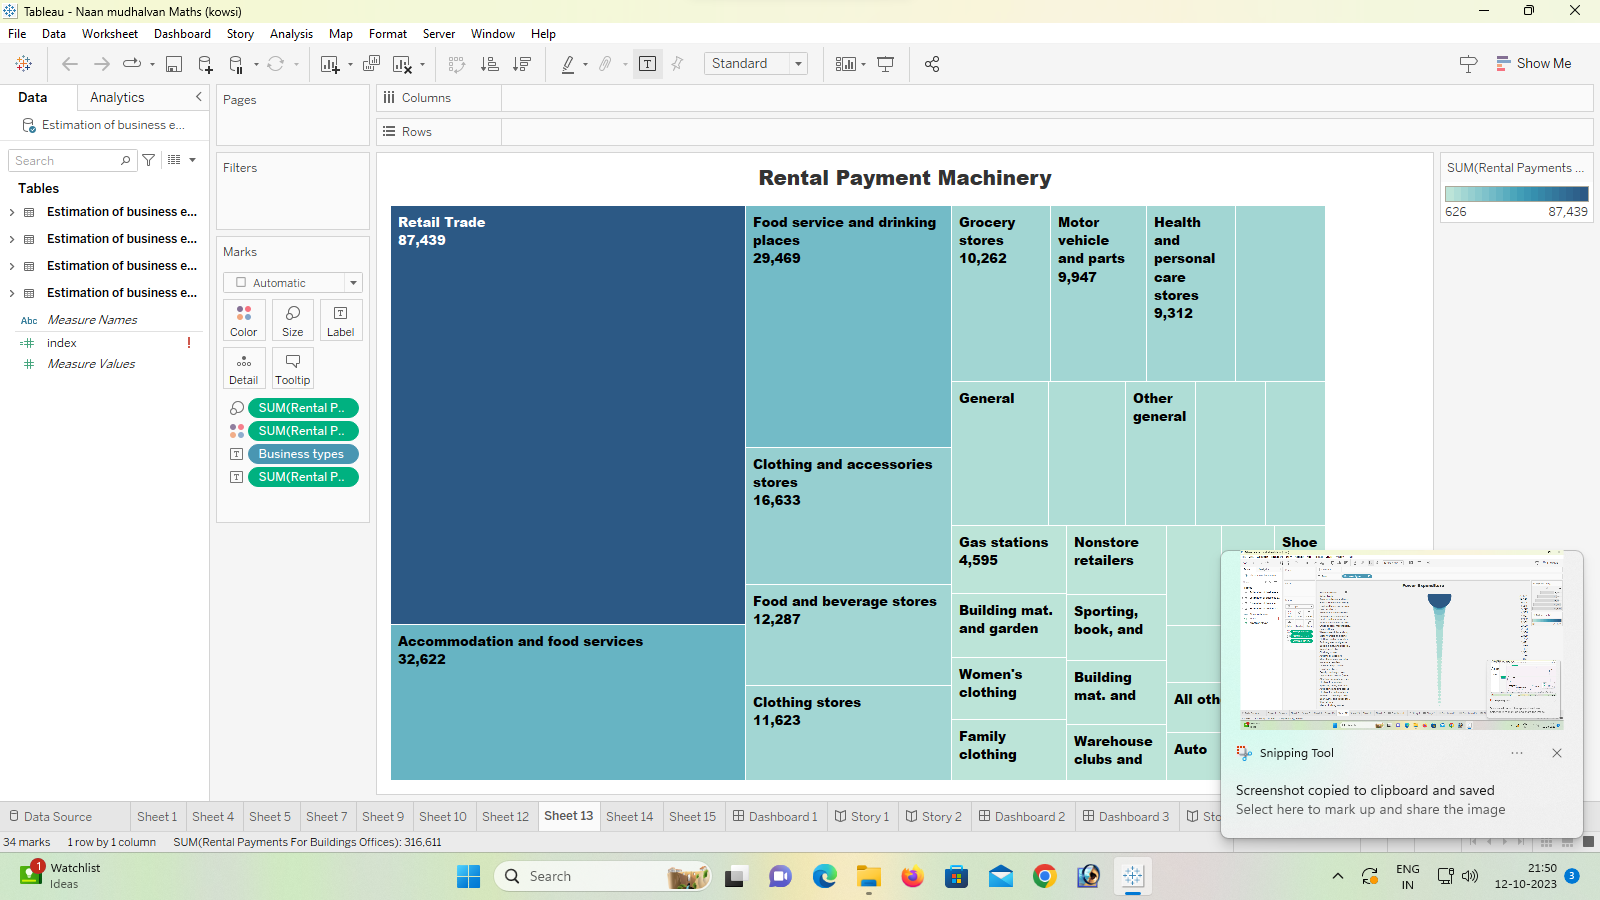 Tableau - Naan mudhalvan Maths (kowsi)
File Data Worksheet Dashboard Story Analysis Map Format Server Window Help
Standard
Show Me
Data Analytics
Estimation of business e...
Search
Tables
Estimation of business e...
Estimation of business e...
Estimation of business e...
Estimation of business e...
Abc Measure Names
index !
Measure Values
Pages
Filters
Marks
Automatic
Color Size Label
Detail Tooltip
SUM(Rental P..
SUM(Rental P..
Business types
SUM(Rental P..
Columns
Rows
Rental Payment Machinery
Retail Trade
87,439
Accommodation and food services
32,622
Food service and drinking
places
29,469
Clothing and accessories
stores
16,633
Food and beverage stores
12,287
Clothing stores
11,623
Grocery
stores
10,262
Motor
vehicle
and parts
9,947
Health
and
personal
care
stores
9,312
General
Other
general
Gas stations
4,595
Building mat.
and garden
Women's
clothing
Family
clothing
Nonstore
retailers
Sporting,
book, and
Building
mat. and
Warehouse
clubs and
All oth
Auto
Shoe
SUM(Rental Payments ...
626 87,439
Power Expenditure
Snipping Tool
Screenshot copied to clipboard and saved
Select here to mark up and share the image
Data Source Sheet 1 Sheet 4 Sheet 5 Sheet 7 Sheet 9 Sheet 10 Sheet 12 Sheet 13 Sheet 14 Sheet 15 Dashboard 1 Story 1 Story 2 Dashboard 2 Dashboard 3 Sto
34 marks 1 row by 1 column SUM(Rental Payments For Buildings Offices): 316,611
1
Watchlist
Ideas
Search
ENG
IN
21:50
12-10-2023
3